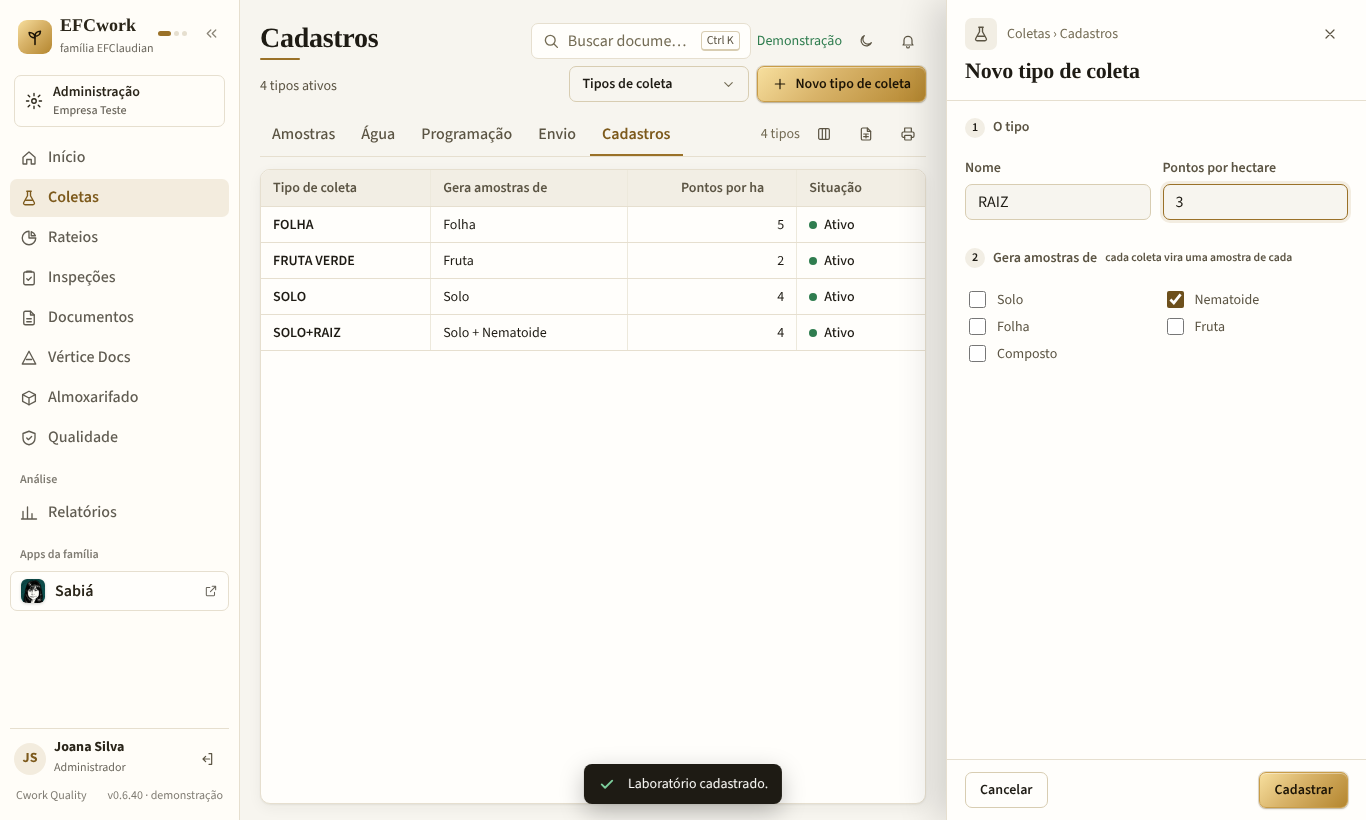 EFCwork
família EFClaudian
Administração
Empresa Teste
Início
Coletas
Rateios
Inspeções
Documentos
Vértice Docs
Almoxarifado
Qualidade
Análise
Relatórios
Apps da família
Sabiá
JS
Joana Silva
Administrador
Cwork Quality
v0.6.40 · demonstração
Cadastros
Buscar docume…
Ctrl K
Demonstração
4 tipos ativos
Tipos de coleta
Novo tipo de coleta
Amostras
Água
Programação
Envio
Cadastros
4 tipos
Tipo de coleta
Gera amostras de
Pontos por ha
Situação
FOLHA
Folha
5
Ativo
FRUTA VERDE
Fruta
2
Ativo
SOLO
Solo
4
Ativo
SOLO+RAIZ
Solo + Nematoide
4
Ativo
Laboratório cadastrado.
Coletas › Cadastros
Novo tipo de coleta
1
O tipo
Nome
Pontos por hectare
RAIZ
3
2
Gera amostras de
cada coleta vira uma amostra de cada
Solo
Nematoide
Folha
Fruta
Composto
Cancelar
Cadastrar